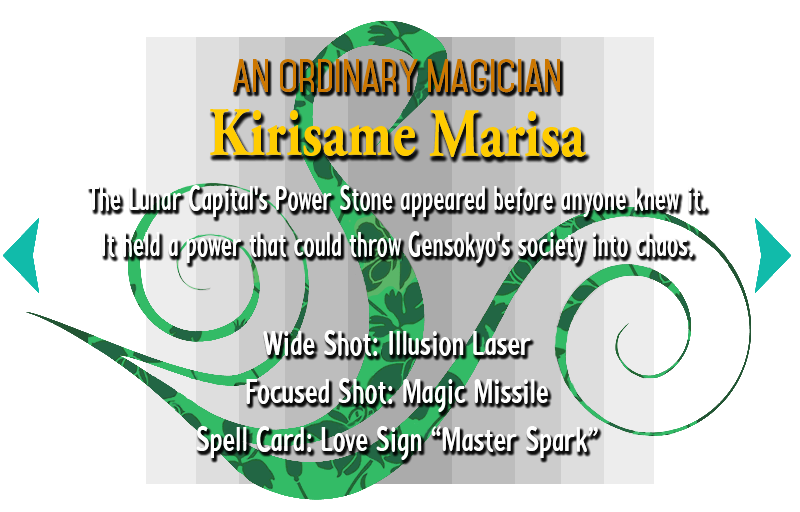 AN ORDINARY MAGICIAN
Kirisame Marisa
The Lunar Capital's Power Stone appeared before anyone knew it.
It held a power that could throw Gensokyo's society into chaos.
Wide Shot: Illusion Laser
Focused Shot: Magic Missile
Spell Card: Love Sign “Master Spark”